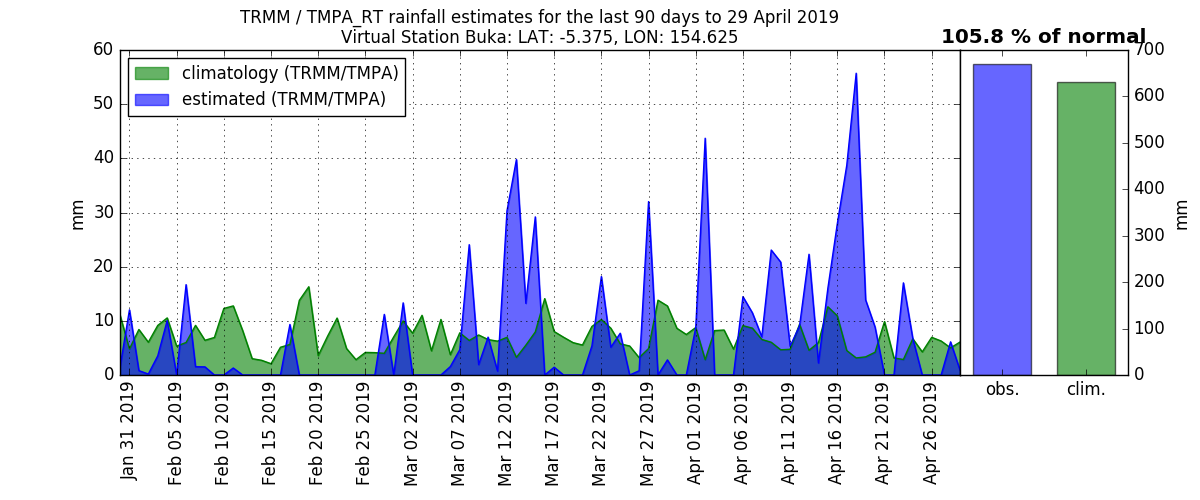 TRMM / TMPA_RT rainfall estimates for the last 90 days to 29 April 2019
Virtual Station Buka: LAT: -5.375, LON: 154.625
105.8 % of normal
climatology (TRMM/TMPA)
estimated (TRMM/TMPA)
60
50
40
30
20
10
0
mm
Jan 31 2019
Feb 05 2019
Feb 10 2019
Feb 15 2019
Feb 20 2019
Feb 25 2019
Mar 02 2019
Mar 07 2019
Mar 12 2019
Mar 17 2019
Mar 22 2019
Mar 27 2019
Apr 01 2019
Apr 06 2019
Apr 11 2019
Apr 16 2019
Apr 21 2019
Apr 26 2019
obs.
clim.
700
600
500
400
300
200
100
0
mm